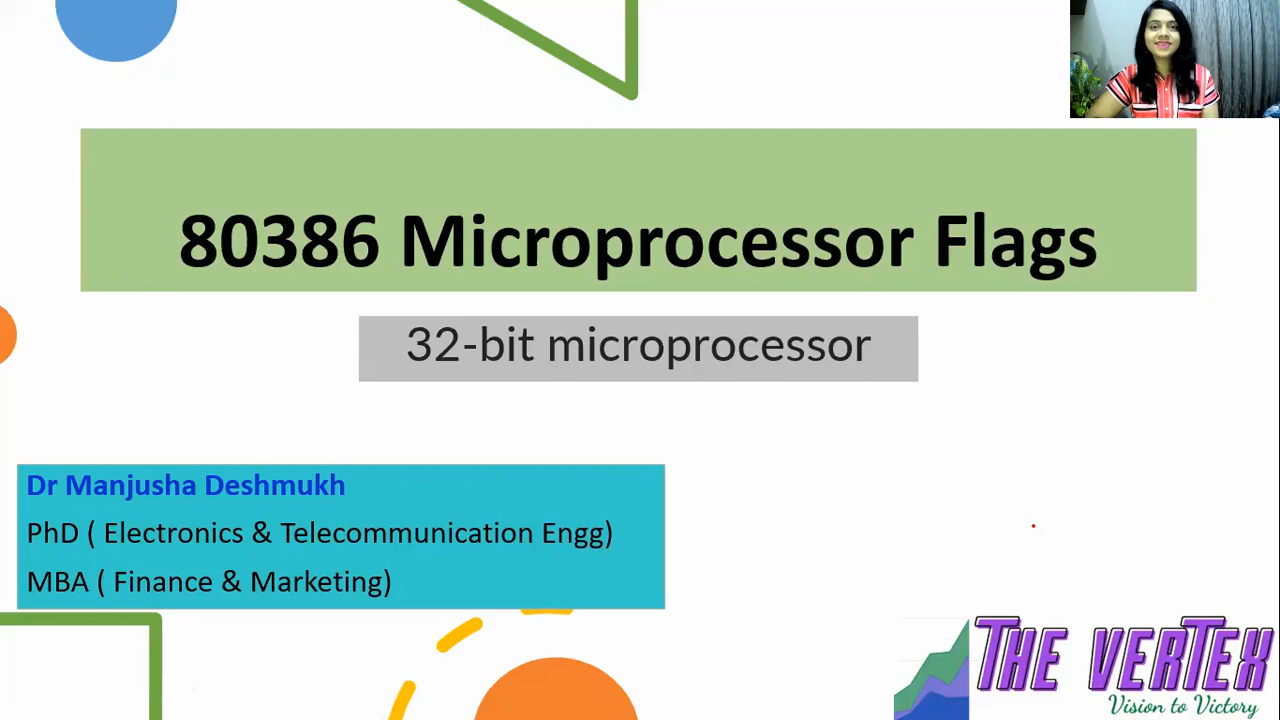 80386 Microprocessor Flags
32-bit microprocessor
Dr Manjusha Deshmukh
PhD ( Electronics & Telecommunication Engg)
MBA ( Finance & Marketing)
THE VERTEX
Vision to Victory